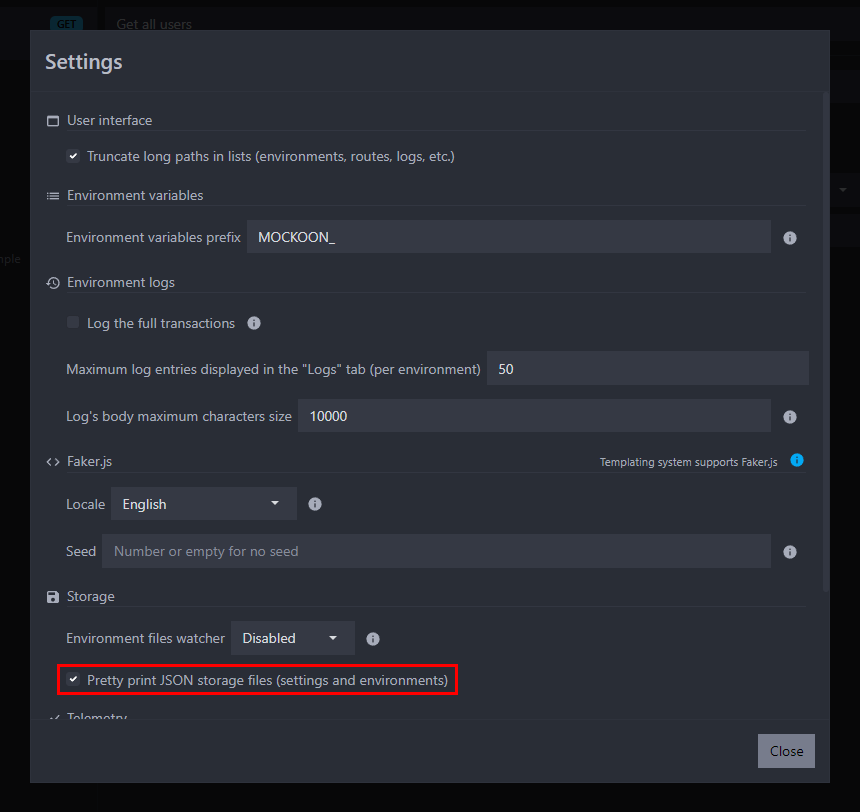 GET Get all users
Settings
User interface
Truncate long paths in lists (environments, routes, logs, etc.)
Environment variables
Environment variables prefix MOCKOON_
Environment logs
Log the full transactions
Maximum log entries displayed in the "Logs" tab (per environment) 50
Log's body maximum characters size 10000
Faker.js Templating system supports Faker.js
Locale English
Seed Number or empty for no seed
Storage
Environment files watcher Disabled
Pretty print JSON storage files (settings and environments)
Telemetry
Close